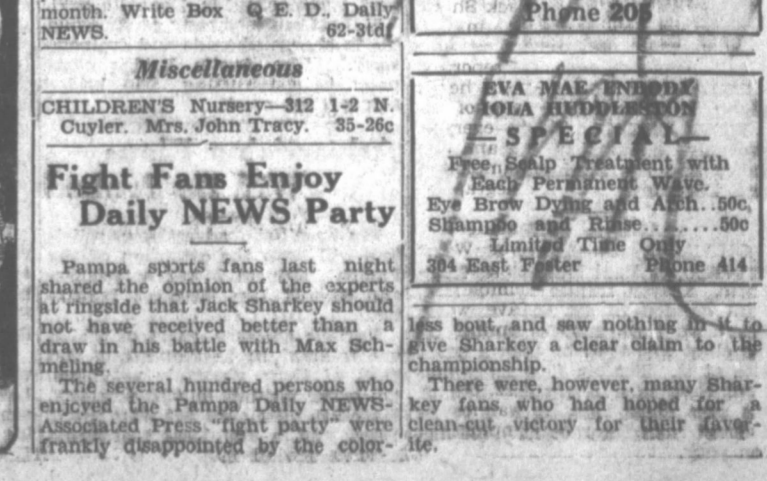 month. Write Box Q E. D., Daily
NEWS. 62-3tdf
Miscellaneous
CHILDREN'S Nursery—312 1-2 N.
Cuyler. Mrs. John Tracy. 35-26c
Fight Fans Enjoy
Daily NEWS Party
Pampa sports fans last night
shared the opinion of the experts
at ringside that Jack Sharkey should
not have received better than a
draw in his battle with Max Sch-
meling.
The several hundred persons who
enjoyed the Pampa Daily NEWS-
Associated Press "fight party" were
frankly disappointed by the color-
Phone 205
EVA MAE ENBODY
IOLA HUDDLESTON
—SPECIAL—
Free Scalp Treatment with
Each Permanent Wave.
Eye Brow Dying and Arch..50c
Shampoo and Rinse........50c
Limited Time Only
304 East Foster Phone 414
less bout, and saw nothing in it to
give Sharkey a clear claim to the
championship.
There were, however, many Shar-
key fans, who had hoped for a
clean-cut victory for their favor-
ite.